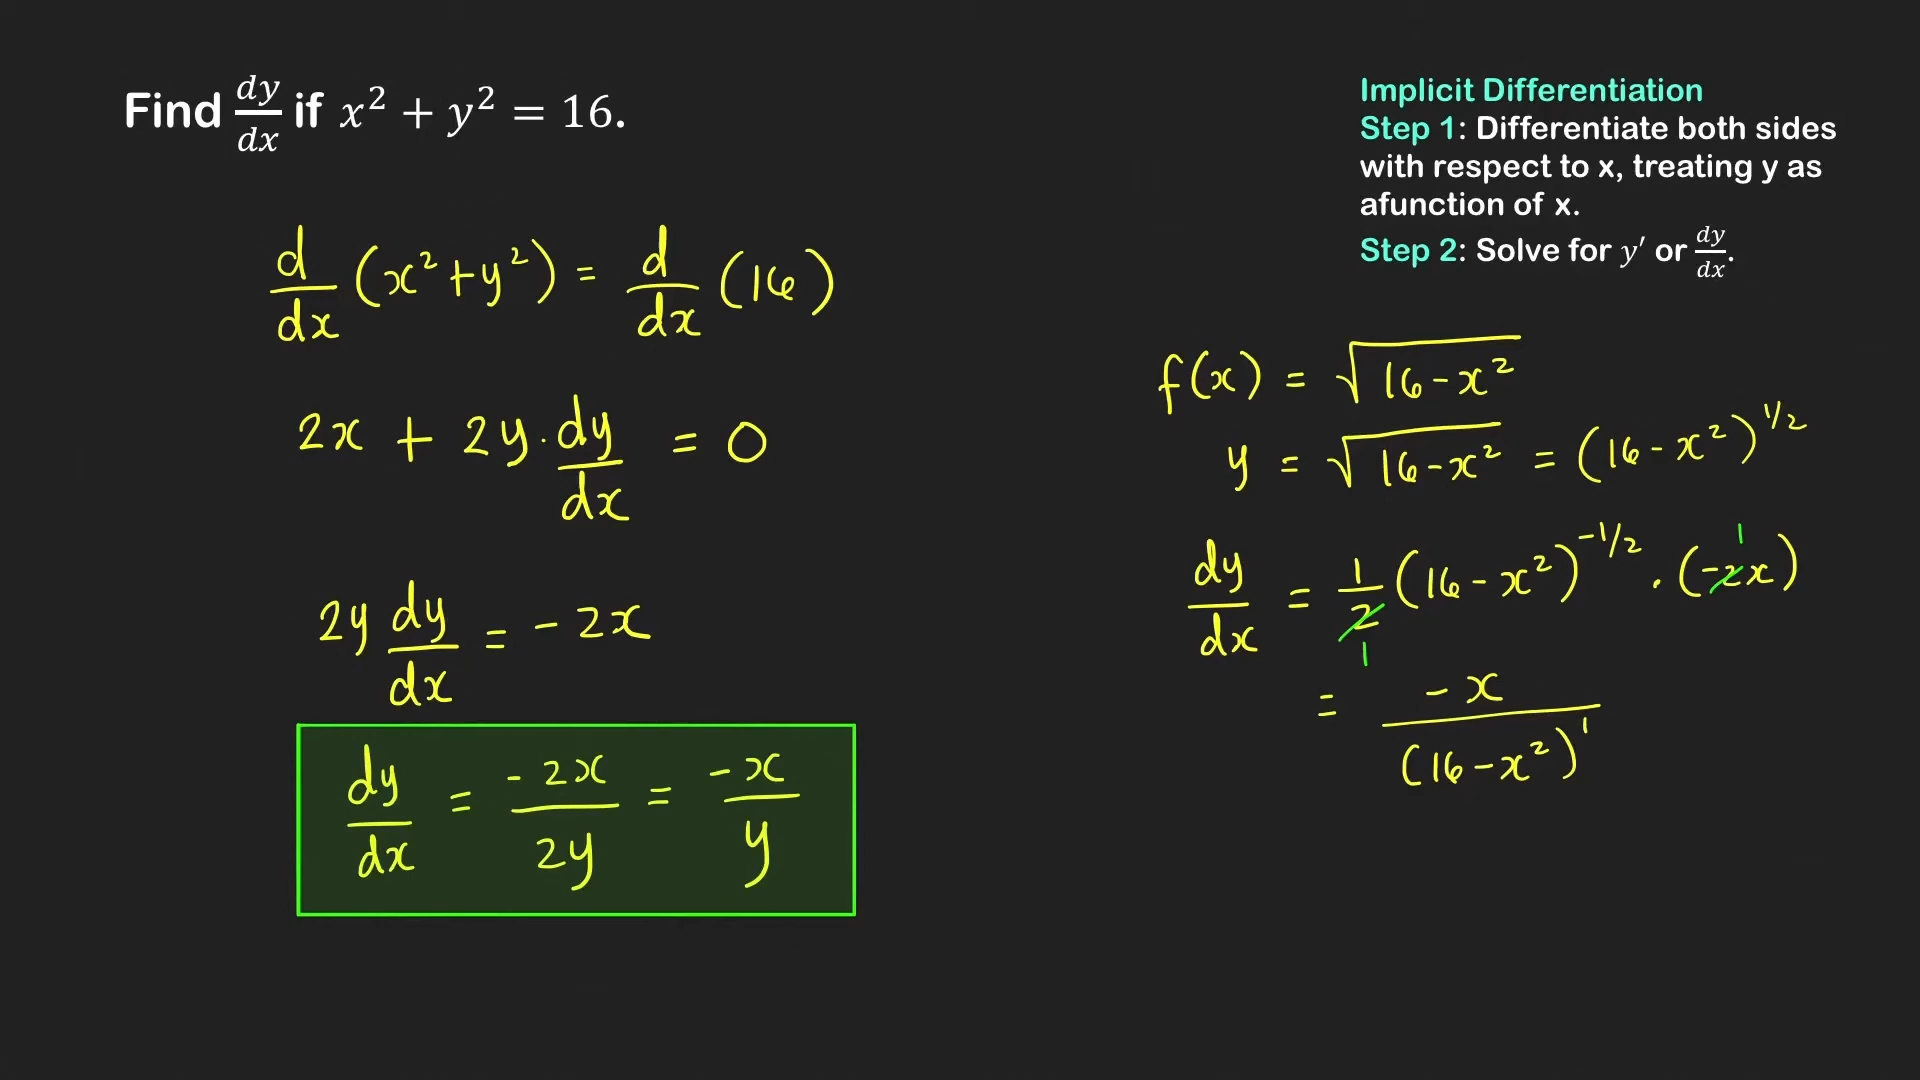 Find dy/dx if x² + y² = 16.
d/dx (x² + y²) = d/dx (16)
2x + 2y · dy/dx = 0
2y dy/dx = -2x
dy/dx = -2x/2y = -x/y
Implicit Differentiation
Step 1: Differentiate both sides
with respect to x, treating y as
afunction of x.
Step 2: Solve for y′ or dy/dx.
f(x) = √(16 - x²)
y = √(16 - x²) = (16 - x²)^1/2
1
dy/dx = 1/2 (16 - x²)^-1/2 · (-2x)
1
= -x/(16 - x²)^1